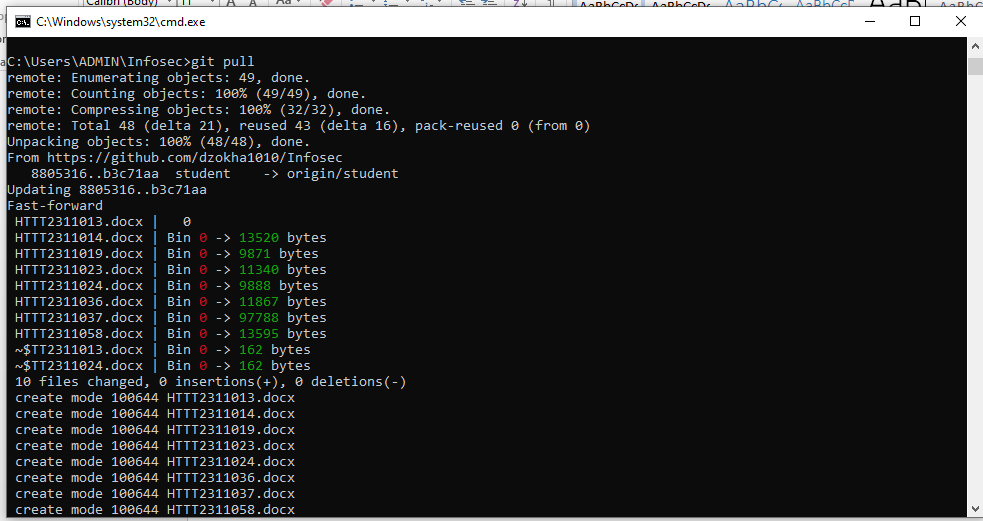 Calibri (Body)
C:\Windows\system32\cmd.exe
C:\Users\ADMIN\Infosec>git pull
remote: Enumerating objects: 49, done.
remote: Counting objects: 100% (49/49), done.
remote: Compressing objects: 100% (32/32), done.
remote: Total 48 (delta 21), reused 43 (delta 16), pack-reused 0 (from 0)
Unpacking objects: 100% (48/48), done.
From https://github.com/dzokha1010/Infosec
   8805316..b3c71aa  student    -> origin/student
Updating 8805316..b3c71aa
Fast-forward
 HTTT2311013.docx |   0
 HTTT2311014.docx | Bin 0 -> 13520 bytes
 HTTT2311019.docx | Bin 0 -> 9871 bytes
 HTTT2311023.docx | Bin 0 -> 11340 bytes
 HTTT2311024.docx | Bin 0 -> 9888 bytes
 HTTT2311036.docx | Bin 0 -> 11867 bytes
 HTTT2311037.docx | Bin 0 -> 97788 bytes
 HTTT2311058.docx | Bin 0 -> 13595 bytes
 ~$TT2311013.docx | Bin 0 -> 162 bytes
 ~$TT2311024.docx | Bin 0 -> 162 bytes
 10 files changed, 0 insertions(+), 0 deletions(-)
 create mode 100644 HTTT2311013.docx
 create mode 100644 HTTT2311014.docx
 create mode 100644 HTTT2311019.docx
 create mode 100644 HTTT2311023.docx
 create mode 100644 HTTT2311024.docx
 create mode 100644 HTTT2311036.docx
 create mode 100644 HTTT2311037.docx
 create mode 100644 HTTT2311058.docx